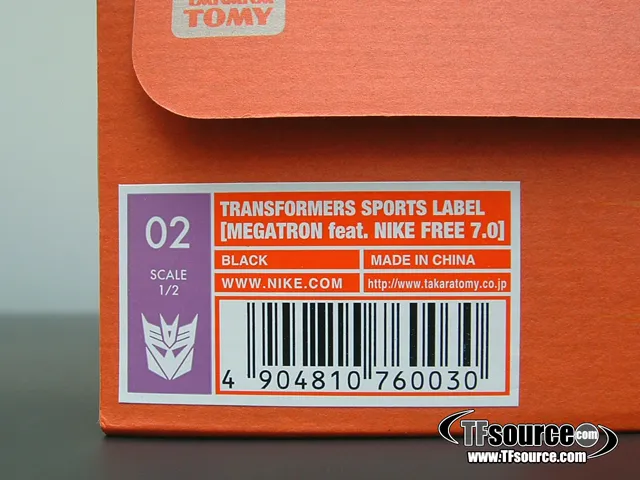 TAKARA
TOMY
02
SCALE
1/2
TRANSFORMERS SPORTS LABEL
[MEGATRON feat. NIKE FREE 7.0]
BLACK
MADE IN CHINA
WWW.NIKE.COM
http://www.takaratomy.co.jp
4 904810 760030
TFsource.com
www.TFsource.com